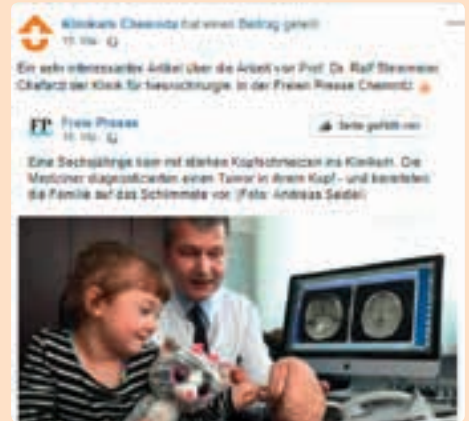 Klinikum Chemnitz hat einen Beitrag geteilt
Ein sehr interessanter Artikel über die Arbeit von Prof. Dr. Ralf Steinmeier
Chefarzt der Klinik für Neurochirurgie, in der Freien Presse Chemnitz
FP Freie Presse
Seite gefällt mir
Eine Sechsjährige kam mit starken Kopfschmerzen ins Klinikum. Die
Mediziner diagnostizierten einen Tumor in ihrem Kopf - und bereiteten
die Familie auf das Schlimmste vor. (Foto: Andreas Seidel)